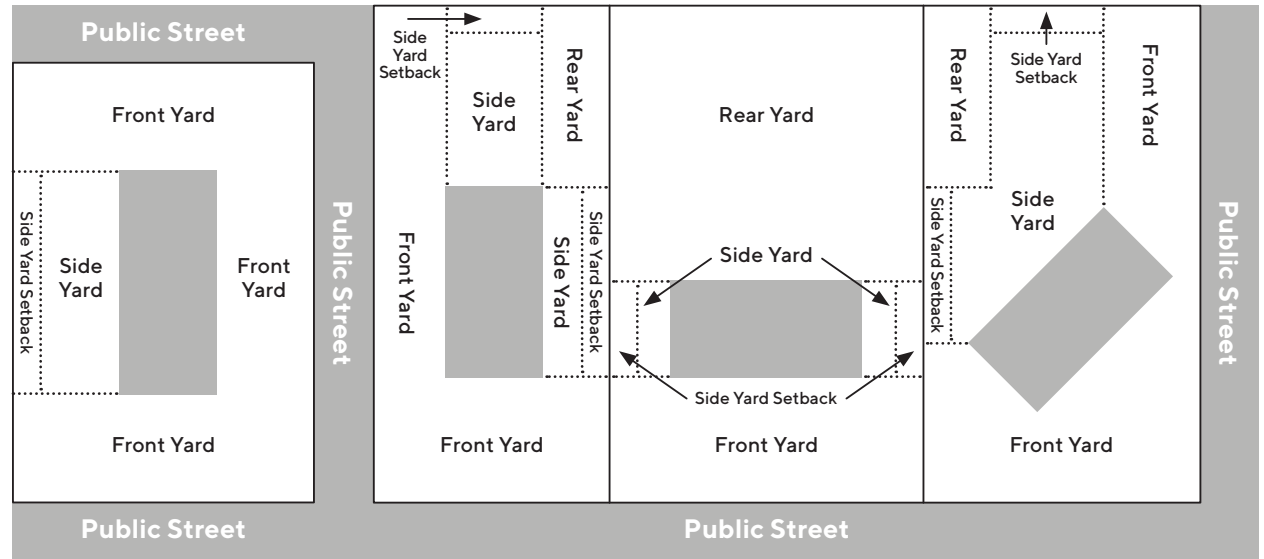 Public Street
Front Yard
Side Yard Setback
Side
Yard
Front
Yard
Front Yard
Public Street
Public Street
Side
Yard
Setback
Side
Yard
Rear Yard
Front Yard
Side Yard
Side Yard Setback
Front Yard
Rear Yard
Side Yard
Side Yard Setback
Front Yard
Public Street
Rear Yard
Side Yard
Setback
Front Yard
Side
Yard
Side Yard Setback
Front Yard
Public Street